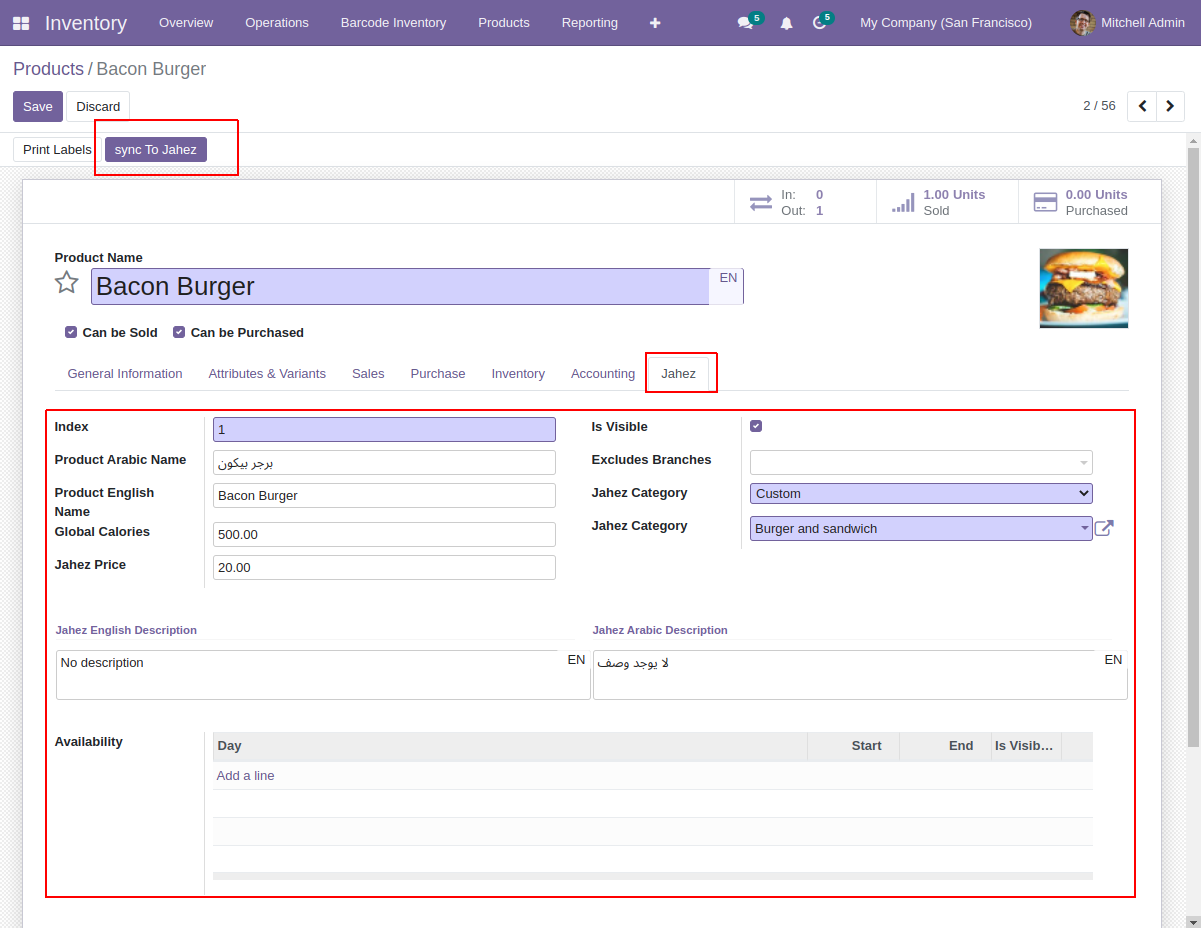 Inventory Overview Operations Barcode Inventory Products Reporting 5 5 My Company (San Francisco) Mitchell Admin
Products / Bacon Burger
Save Discard 2 / 56
Print Labels sync To Jahez
In: 0 1.00 Units 0.00 Units
Out: 1 Sold Purchased
Product Name
Bacon Burger EN
Can be Sold Can be Purchased
General Information Attributes & Variants Sales Purchase Inventory Accounting Jahez
Index 1 Is Visible
Product Arabic Name برجر بيكون Excludes Branches
Product English Name Bacon Burger Jahez Category Custom
Global Calories 500.00 Jahez Category Burger and sandwich
Jahez Price 20.00
Jahez English Description Jahez Arabic Description
No description EN لا يوجد وصف EN
Availability Day Start End Is Visib...
Add a line